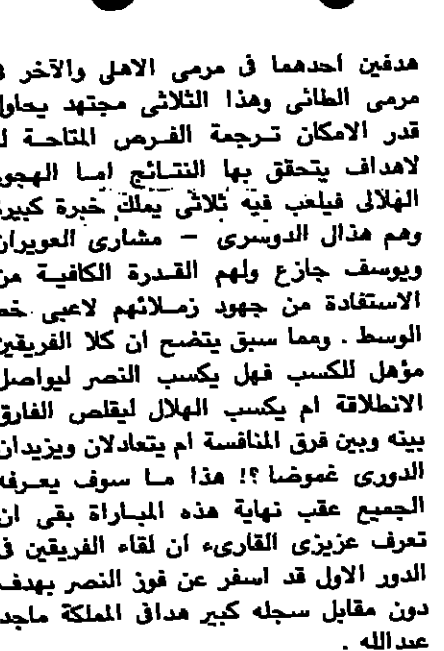 هدفين أحدهما فى مرمى الاهلى والآخر
مرمى الطائى وهذا الثلاثى مجتهد يحاول
قدر الامكان ترجمة الفرص المتاحة
لاهداف يتحقق بها النتائج اما الهجوم
الهلالى فيلعب فيه ثلاثى يملك خبرة كبيرة
وهم هذال الدوسرى – مشارى العويران
ويوسف جازع ولهم القدرة الكافية من
الاستفادة من جهود زملائهم لاعبى خط
الوسط . ومما سبق يتضح ان كلا الفريقين
مؤهل للكسب فهل يكسب النصر ليواصل
الانطلاقة ام يكسب الهلال ليقلص الفارق
بينه وبين فرق المنافسة ام يتعادلان ويزيدان
الدورى غموضا ؟! هذا ما سوف يعرفه
الجميع عقب نهاية هذه المباراة بقى ان
تعرف عزيزى القارىء ان لقاء الفريقين فى
الدور الاول قد اسفر عن فوز النصر بهدف
دون مقابل سجله كبير هدافى المملكة ماجد
عبدالله .